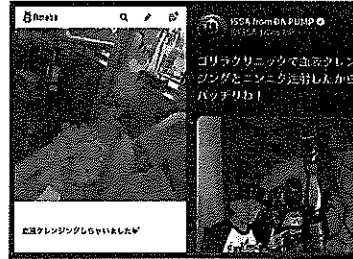 Ameba
血液クレンジングしちゃいました
ISSA from DA PUMP
ゴリラクリニックで血液クレン
ジングとニンニク注射したから
バッチリね！